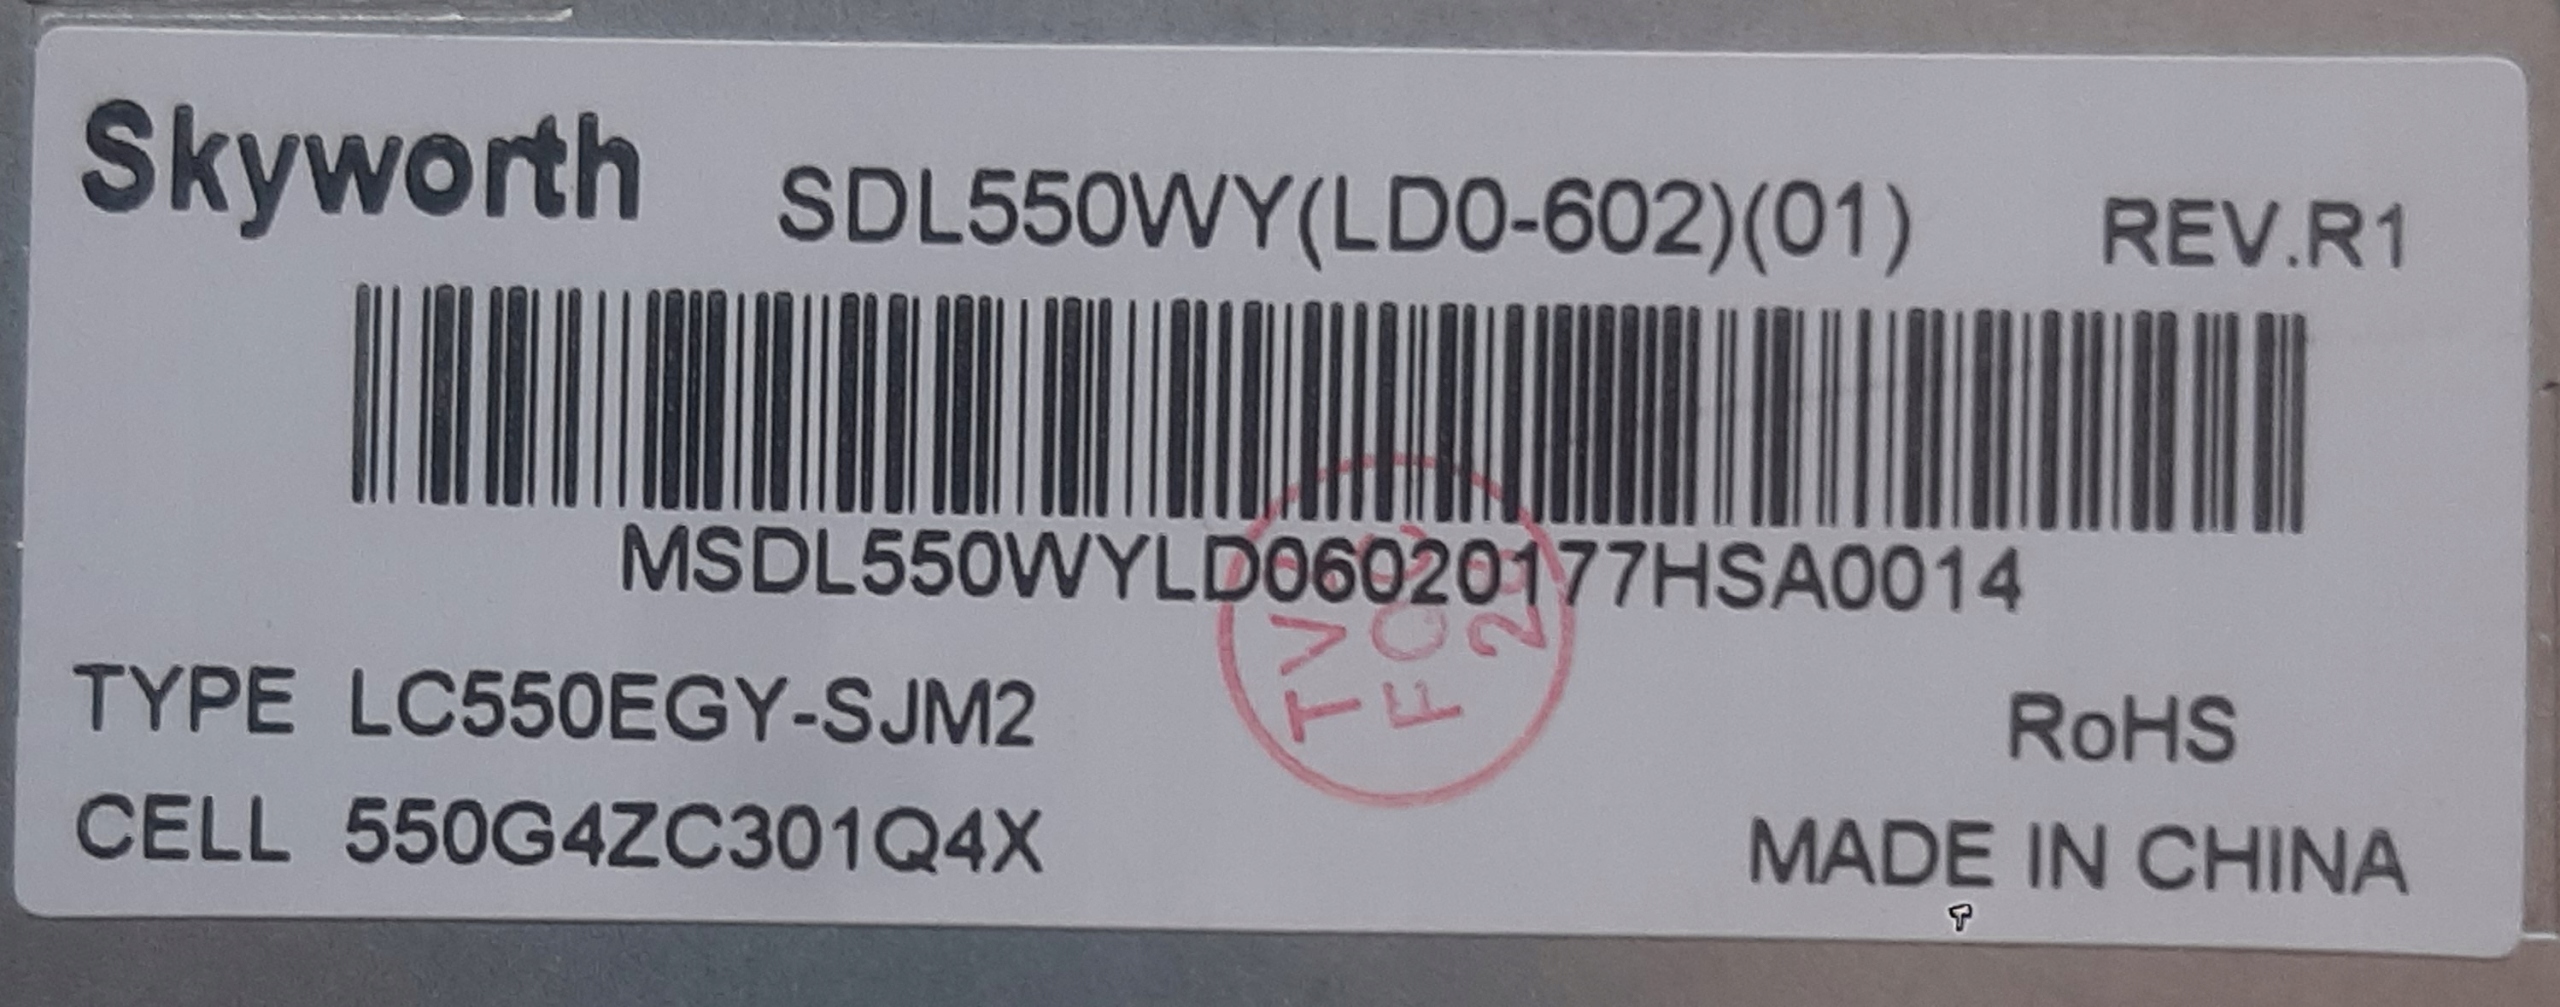 Skyworth SDL550WY(LD0-602)(01) REV.R1
MSDL550WYLD06020177HSA0014
TYPE LC550EGY-SJM2
RoHS
CELL 550G4ZC301Q4X
MADE IN CHINA